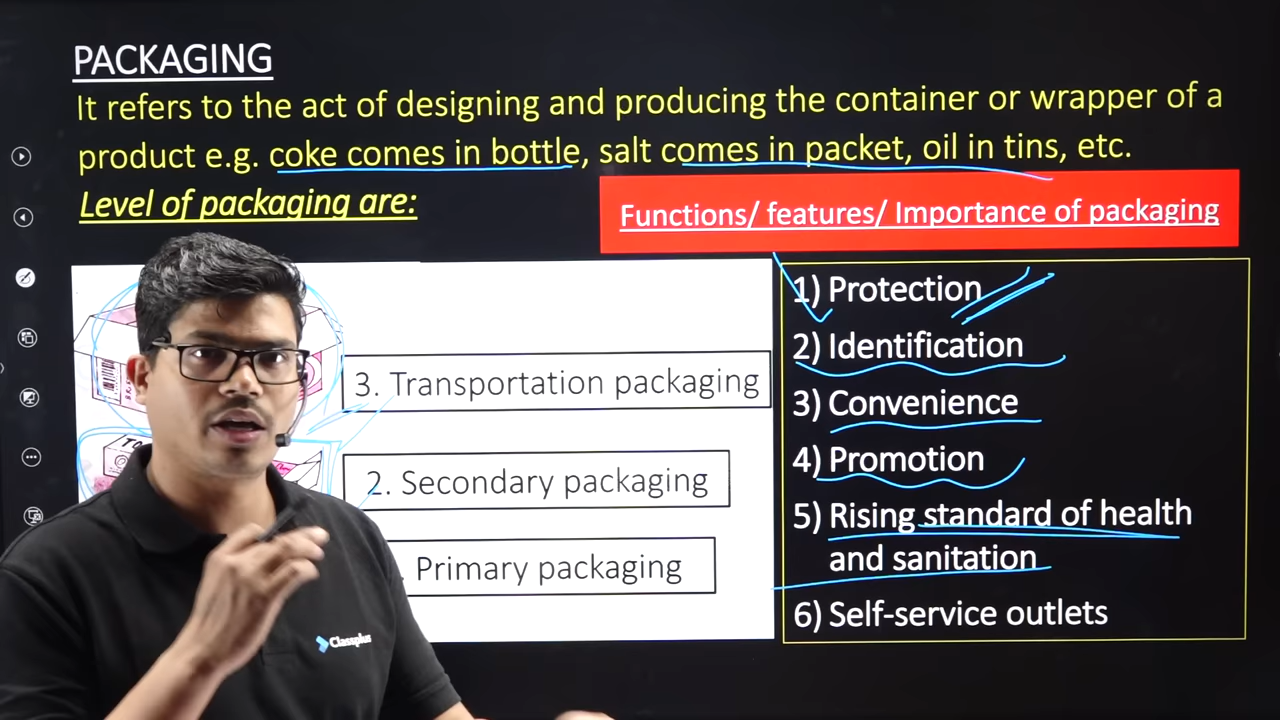 PACKAGING
It refers to the act of designing and producing the container or wrapper of a
product e.g. coke comes in bottle, salt comes in packet, oil in tins, etc.
Level of packaging are:
3. Transportation packaging
2. Secondary packaging
Primary packaging
Functions/ features/ Importance of packaging
1) Protection
2) Identification
3) Convenience
4) Promotion
5) Rising standard of health
and sanitation
6) Self-service outlets
Classplus